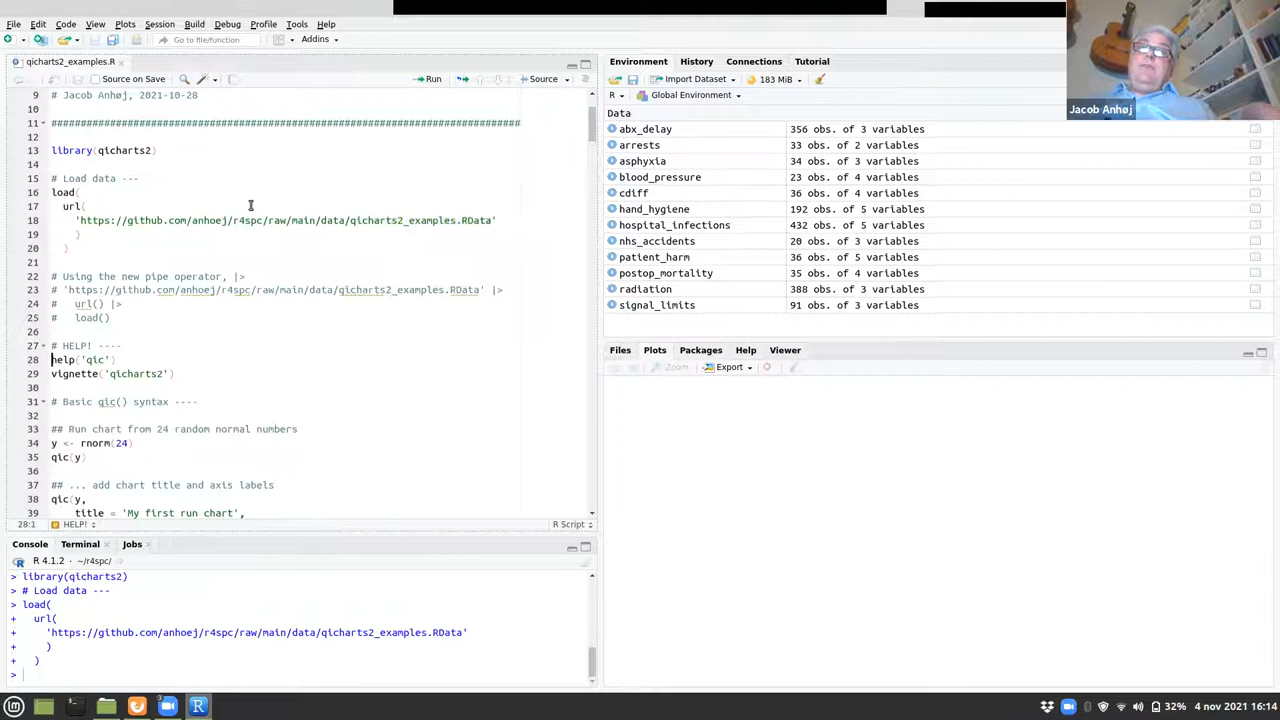 File Edit Code View Plots Session Build Debug Profile Tools Help
Go to file/function
Addins
qicharts2_examples.R
Source on Save
Run
Source
9 # Jacob Anhøj, 2021-10-28
10
11 ################################################################################
12
13 library(qicharts2)
14
15 # Load data ---
16 load(
17 url(
18 'https://github.com/anhoej/r4spc/raw/main/data/qicharts2_examples.RData'
19 )
20 )
21
22 # Using the new pipe operator, |>
23 # 'https://github.com/anhoej/r4spc/raw/main/data/qicharts2_examples.RData' |>
24 # url() |>
25 # load()
26
27 # HELP! ----
28 help('qic')
29 vignette('qicharts2')
30
31 # Basic qic() syntax ----
32
33 ## Run chart from 24 random normal numbers
34 y <- rnorm(24)
35 qic(y)
36
37 ## ... add chart title and axis labels
38 qic(y,
39 title = 'My first run chart',
28:1 HELP! R Script
Console Terminal Jobs
R 4.1.2 · ~/r4spc/
> library(qicharts2)
> # Load data ---
> load(
+ url(
+ 'https://github.com/anhoej/r4spc/raw/main/data/qicharts2_examples.RData'
+ )
+ )
>
Environment History Connections Tutorial
Import Dataset 183 MiB
R Global Environment
Data
abx_delay 356 obs. of 3 variables
arrests 33 obs. of 2 variables
asphyxia 34 obs. of 3 variables
blood_pressure 23 obs. of 4 variables
cdiff 36 obs. of 4 variables
hand_hygiene 192 obs. of 5 variables
hospital_infections 432 obs. of 5 variables
nhs_accidents 20 obs. of 3 variables
patient_harm 36 obs. of 5 variables
postop_mortality 35 obs. of 4 variables
radiation 388 obs. of 3 variables
signal_limits 91 obs. of 3 variables
Files Plots Packages Help Viewer
Zoom Export
Jacob Anhøj
32% 4 nov 2021 16:14